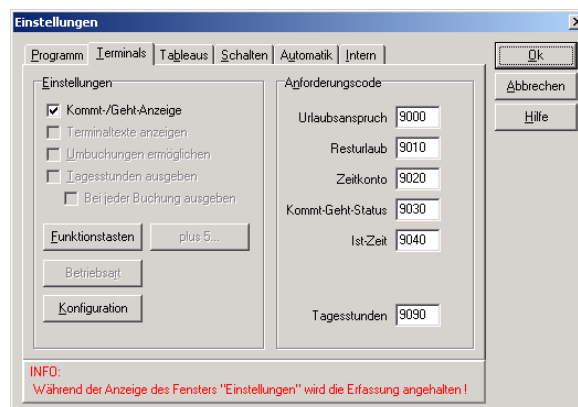 Einstellungen
Programm Terminals Tableaus Schalten Automatik Intern
Ok
Abbrechen
Hilfe
Einstellungen
Kommt-/Geht-Anzeige
Terminaltexte anzeigen
Umbuchungen ermöglichen
Tagesstunden ausgeben
Bei jeder Buchung ausgeben
Funktionstasten plus 5...
Betriebsart
Konfiguration
Anforderungscode
Urlaubsanspruch 9000
Resturlaub 9010
Zeitkonto 9020
Kommt-Geht-Status 9030
Ist-Zeit 9040
Tagesstunden 9090
INFO:
Während der Anzeige des Fensters "Einstellungen" wird die Erfassung angehalten !